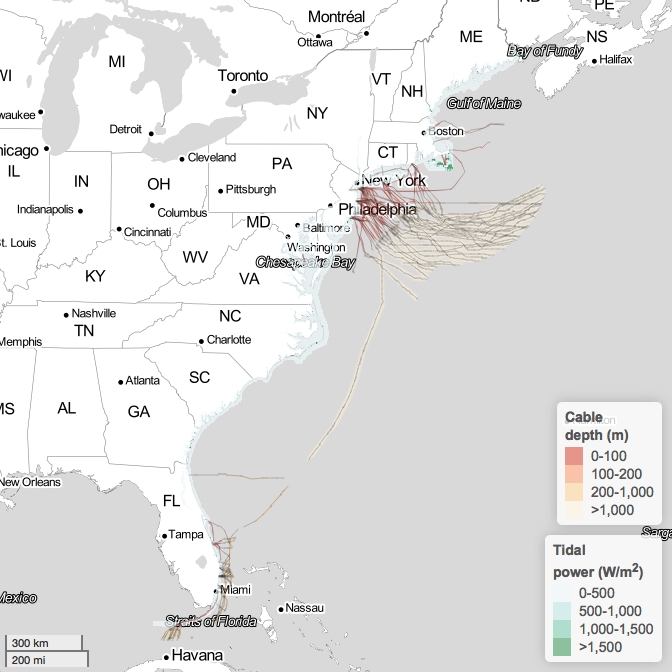 Montréal
Ottawa
ME
PE
NS
Bay of Fundy
Halifax
WI
MI
Toronto
VT
NH
Gulf of Maine
NY
Boston
Detroit
Chicago
Cleveland
CT
IL
IN
OH
PA
New York
Pittsburgh
Indianapolis
Columbus
Philadelphia
MD
Baltimore
Cincinnati
St. Louis
WV
Washington
Chesapeake Bay
KY
VA
Nashville
NC
TN
Memphis
Charlotte
SC
Atlanta
MS
AL
GA
Cable
depth (m)
0-100
100-200
200-1,000
>1,000
New Orleans
FL
Tampa
Tidal
power (W/m²)
0-500
500-1,000
1,000-1,500
>1,500
Miami
Mexico
Nassau
Straits of Florida
300 km
200 mi
Havana